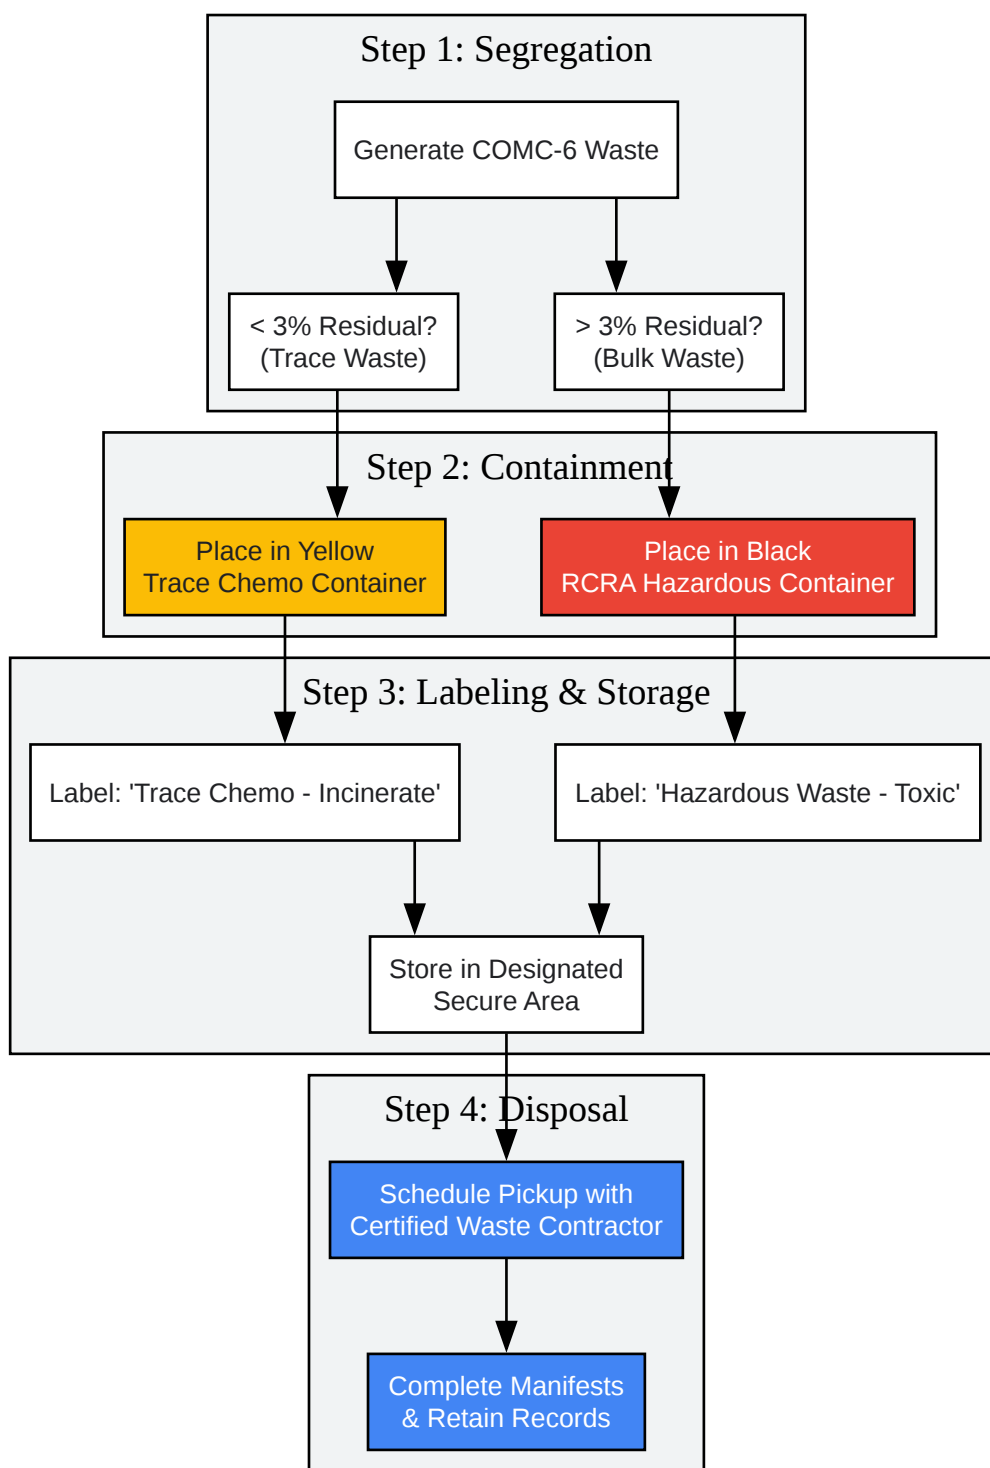 Step 1: Segregation
Generate COMC-6 Waste
< 3% Residual?
(Trace Waste)
> 3% Residual?
(Bulk Waste)
Step 2: Containment
Place in Yellow
Trace Chemo Container
Place in Black
RCRA Hazardous Container
Step 3: Labeling & Storage
Label: 'Trace Chemo - Incinerate'
Label: 'Hazardous Waste - Toxic'
Store in Designated
Secure Area
Step 4: Disposal
Schedule Pickup with
Certified Waste Contractor
Complete Manifests
& Retain Records